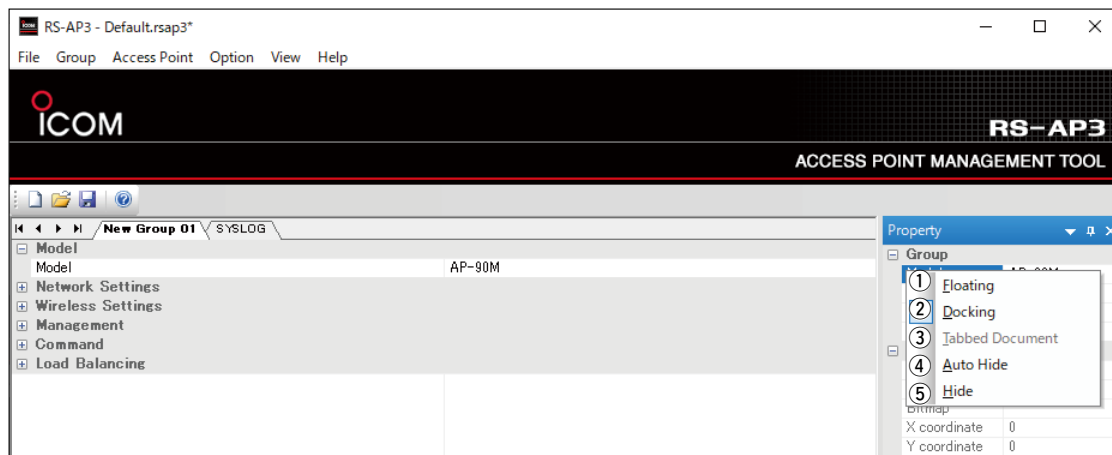 RS-AP3 - Default.rsap3*
File Group Access Point Option View Help
ICOM
RS-AP3
ACCESS POINT MANAGEMENT TOOL
New Group 01 SYSLOG
Property
Model
Group
Model AP-90M
Network Settings
Wireless Settings
Management
Command
Load Balancing
① Floating
② Docking
③ Tabbed Document
④ Auto Hide
⑤ Hide
Bitmap
X coordinate 0
Y coordinate 0